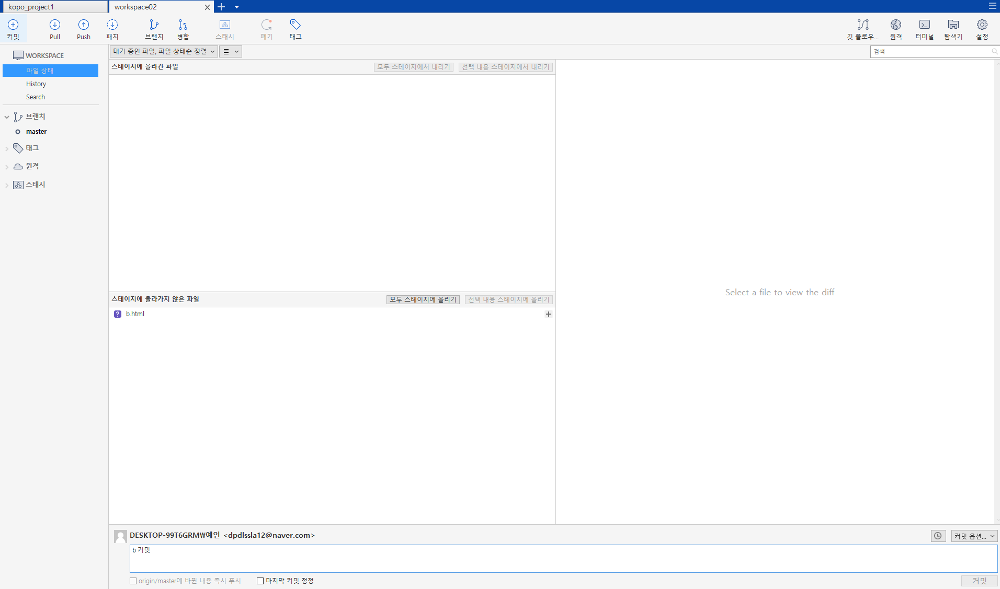 kopo_project1
workspace02
커밋
Pull
Push
패치
브랜치
병합
스태시
폐기
태그
깃 플로우...
원격
터미널
탐색기
설정
WORKSPACE
파일 상태
History
Search
브랜치
master
태그
원격
스태시
대기 중인 파일, 파일 상태순 정렬
검색
스테이지에 올라간 파일
모두 스테이지에서 내리기
선택 내용 스테이지에서 내리기
Select a file to view the diff
스테이지에 올라가지 않은 파일
모두 스테이지에 올리기
선택 내용 스테이지에 올리기
b.html
DESKTOP-99T6GRM₩예인 <dpdlssla12@naver.com>
커밋 옵션...
b 커밋
origin/master에 바뀐 내용 즉시 푸시
마지막 커밋 정정
커밋